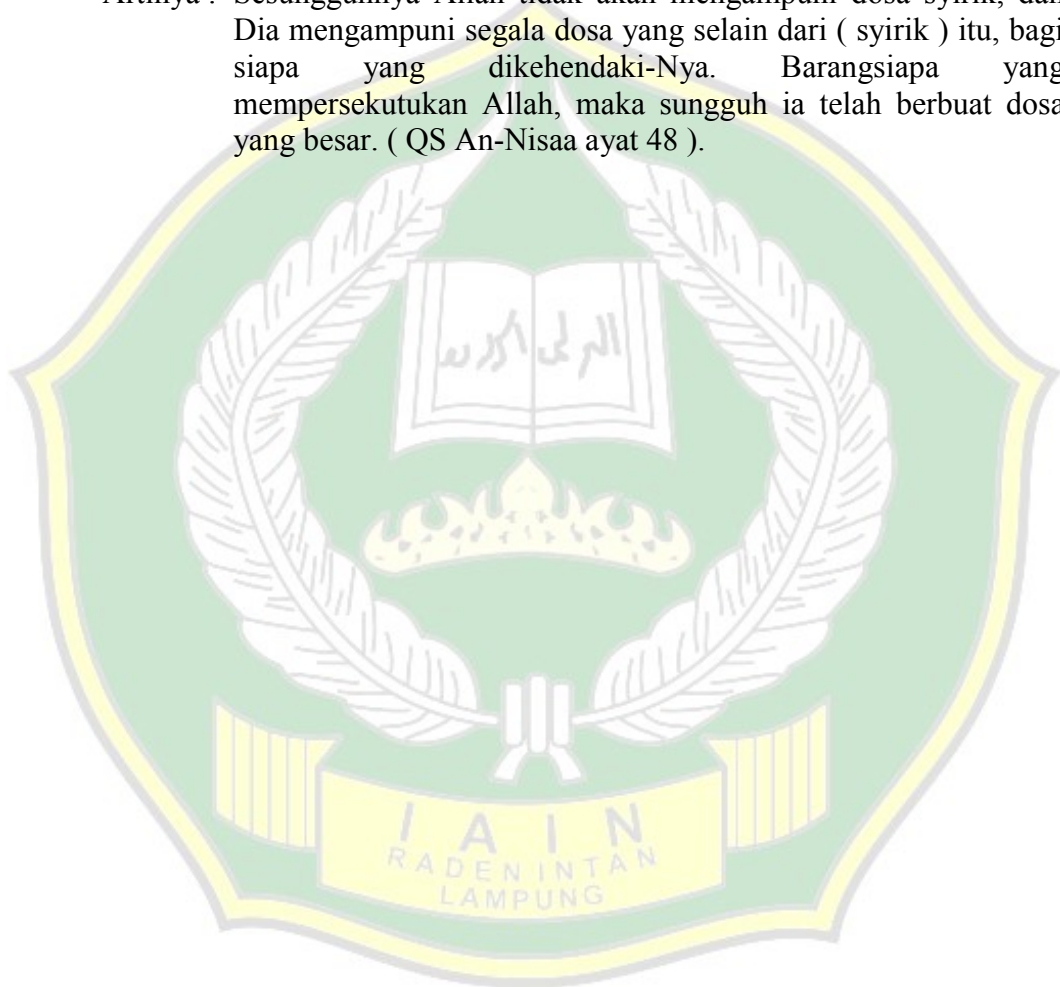 Artinya : Sesungguhnya Allah tidak akan mengampuni dosa syirik, dan
Dia mengampuni segala dosa yang selain dari ( syirik ) itu, bagi
siapa yang dikehendaki-Nya. Barangsiapa yang
mempersekutukan Allah, maka sungguh ia telah berbuat dosa
yang besar. ( QS An-Nisaa ayat 48 ).
I A I N
RADEN INTAN
LAMPUNG